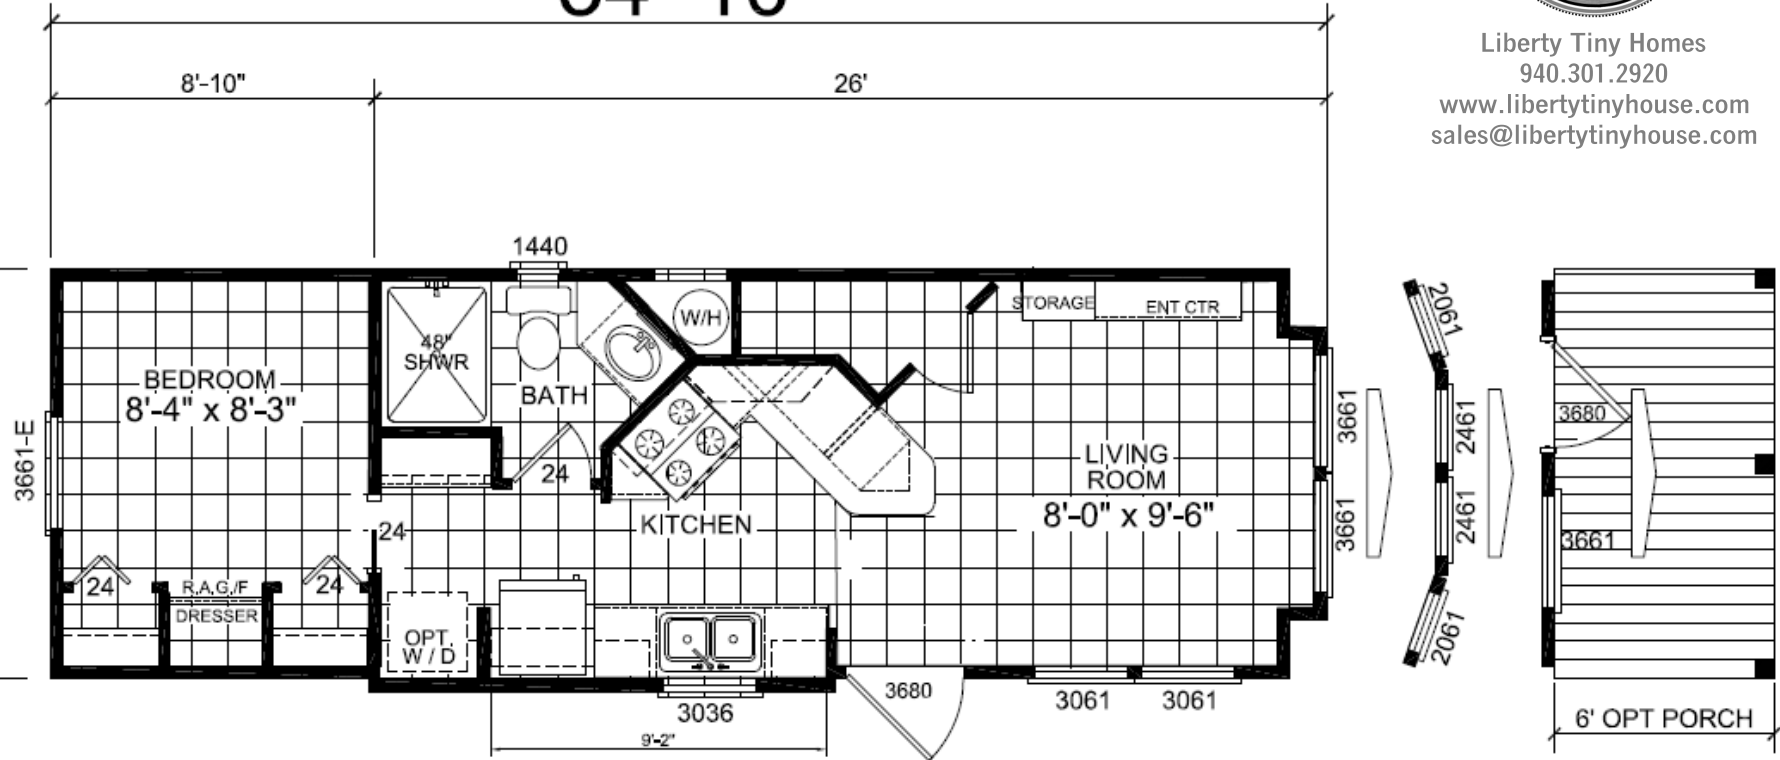 Liberty Tiny Homes
940.301.2920
www.libertytinyhouse.com
sales@libertytinyhouse.com
8'-10"
26'
1440
STORAGE
ENT CTR
W/H
48"
SHWR
BATH
24
BEDROOM
8'-4" x 8'-3"
3661-E
24
24
R.A.G./F
DRESSER
24
OPT.
W / D
KITCHEN
LIVING
ROOM
8'-0" x 9'-6"
3661
3661
3036
9'-2"
3680
3061
3061
2061
2461
2461
2061
3680
3661
6' OPT PORCH